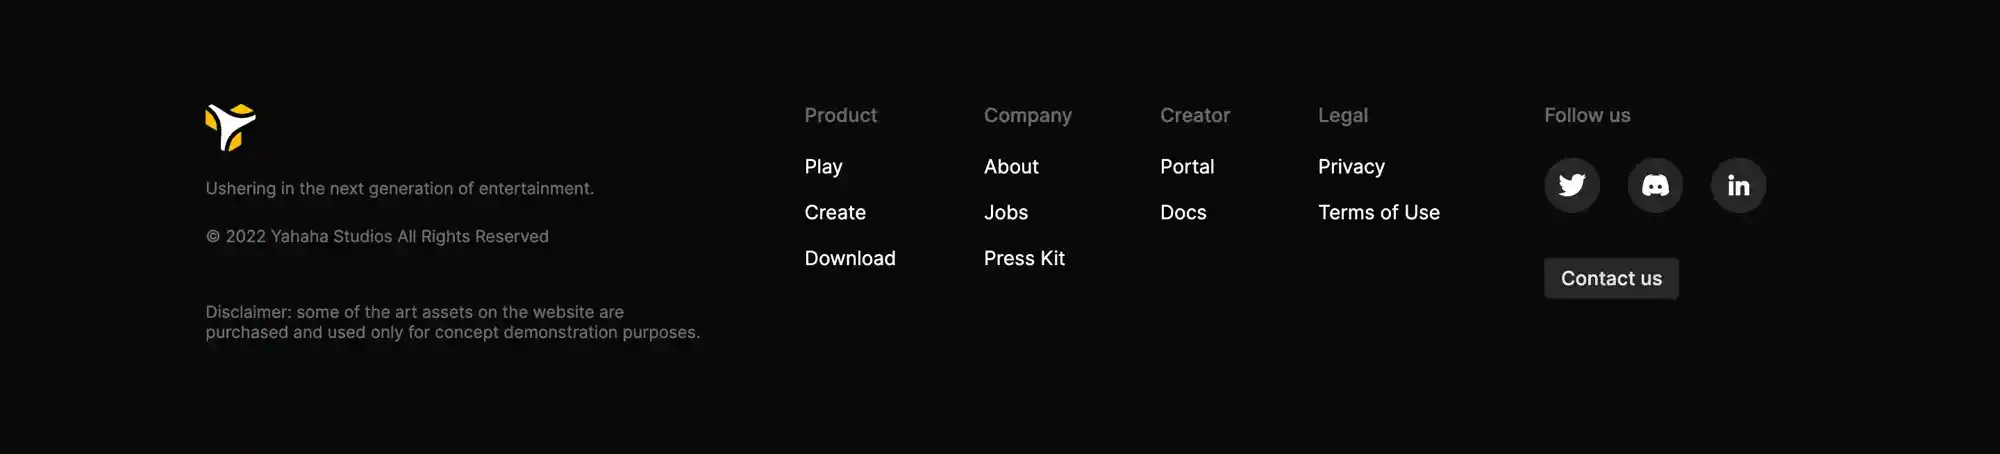 Ushering in the next generation of entertainment.
© 2022 Yahaha Studios All Rights Reserved
Disclaimer: some of the art assets on the website are
purchased and used only for concept demonstration purposes.
Product
Play
Create
Download
Company
About
Jobs
Press Kit
Creator
Portal
Docs
Legal
Privacy
Terms of Use
Follow us
in
Contact us